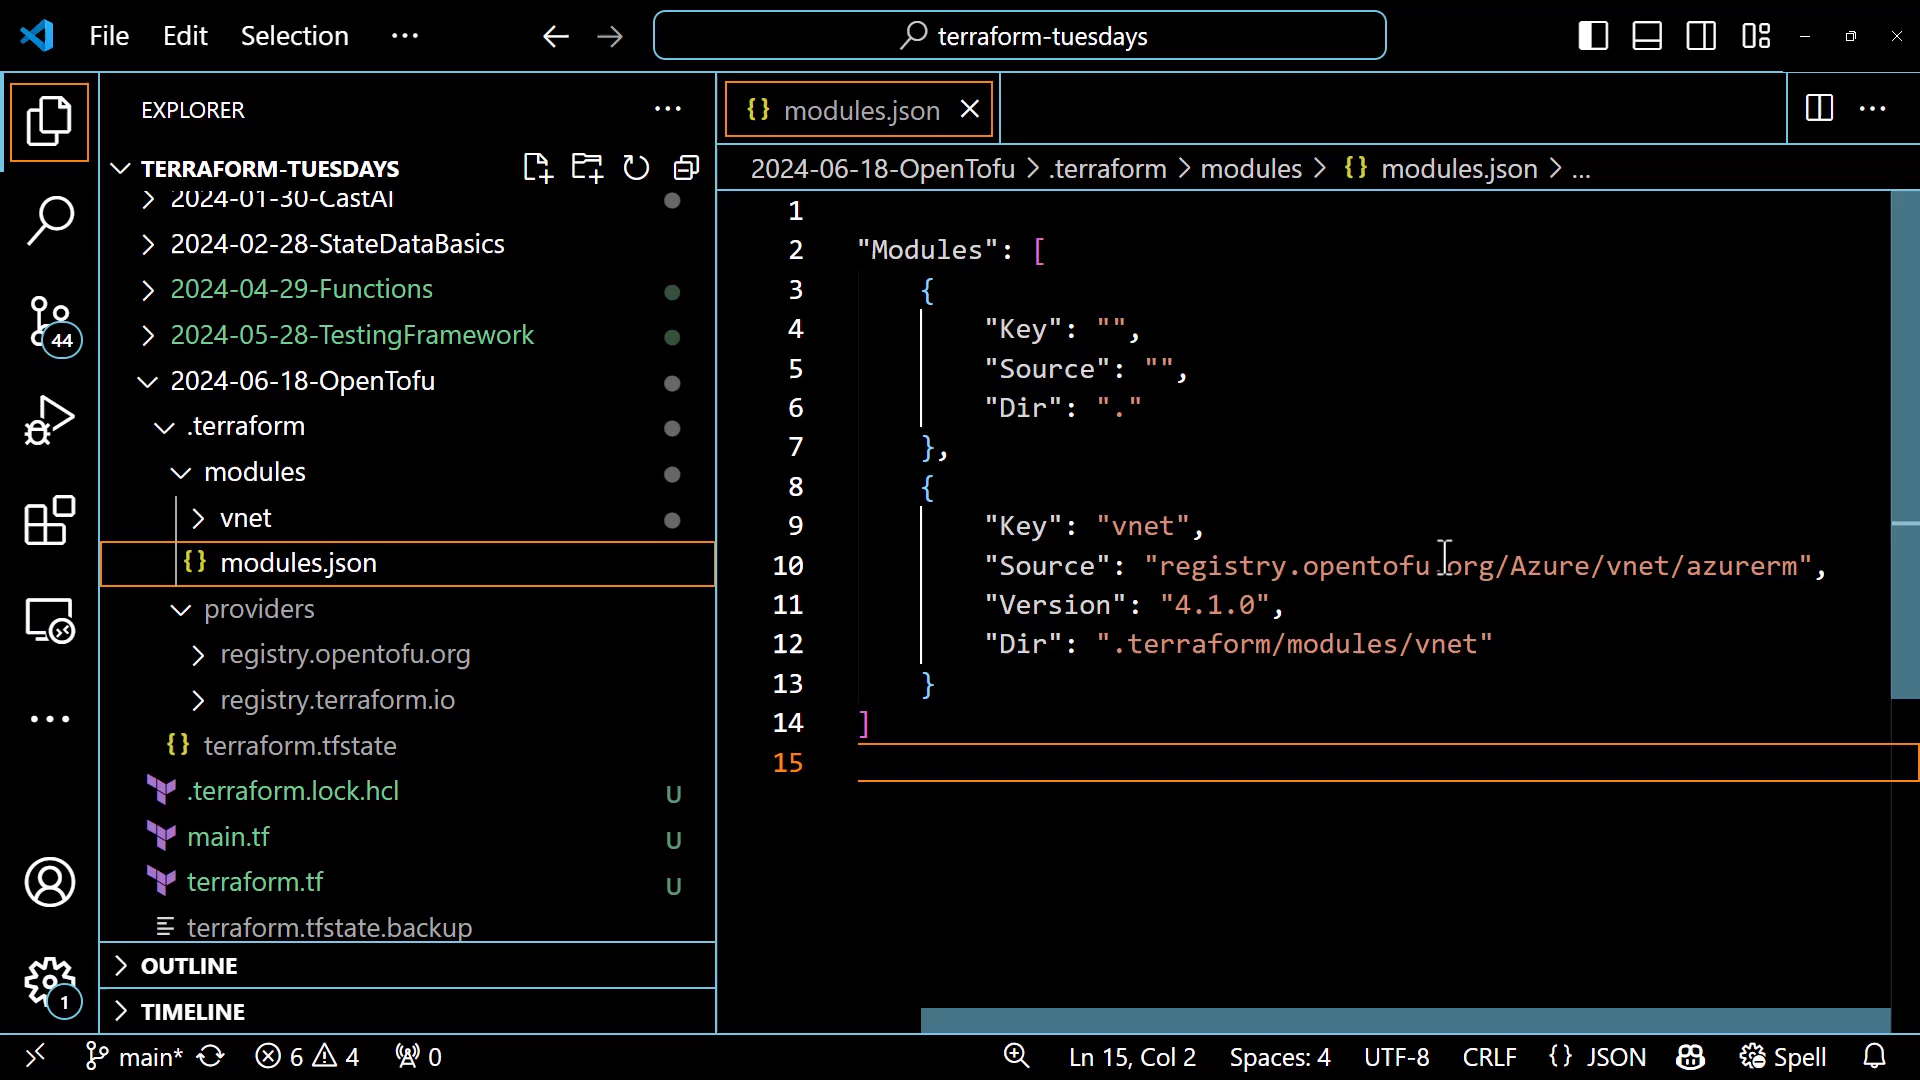 File Edit Selection ··· terraform-tuesdays
EXPLORER ···
TERRAFORM-TUESDAYS
2024-01-30-CastAI
2024-02-28-StateDataBasics
2024-04-29-Functions
2024-05-28-TestingFramework
2024-06-18-OpenTofu
.terraform
modules
vnet
{} modules.json
providers
registry.opentofu.org
registry.terraform.io
{} terraform.tfstate
.terraform.lock.hcl U
main.tf U
terraform.tf U
terraform.tfstate.backup
OUTLINE
TIMELINE
44
1
{} modules.json
2024-06-18-OpenTofu > .terraform > modules > {} modules.json > ...
1
2 "Modules": [
3 {
4 "Key": "",
5 "Source": "",
6 "Dir": "."
7 },
8 {
9 "Key": "vnet",
10 "Source": "registry.opentofu.org/Azure/vnet/azurerm",
11 "Version": "4.1.0",
12 "Dir": ".terraform/modules/vnet"
13 }
14 ]
15
main* 6 4 0 Ln 15, Col 2 Spaces: 4 UTF-8 CRLF {} JSON Spell